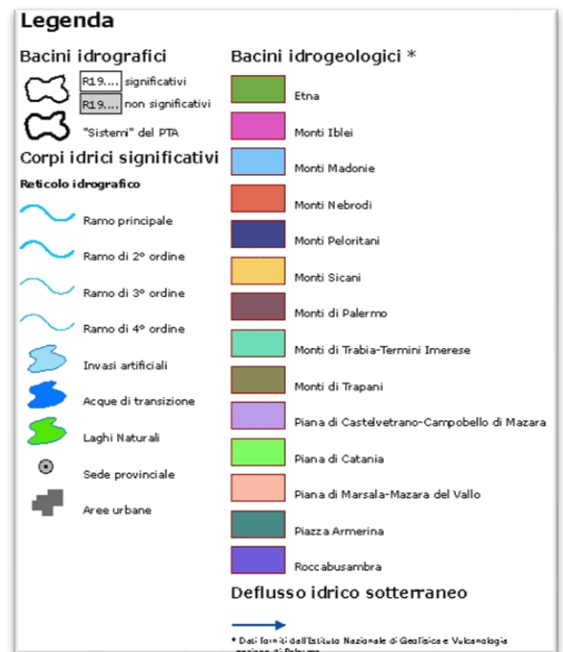 Legenda
Bacini idrografici
R19.... significativi
R19.... non significativi
"Sistemi" del PTA
Corpi idrici significativi
Reticolo idrografico
Ramo principale
Ramo di 2° ordine
Ramo di 3° ordine
Ramo di 4° ordine
Invasi artificiali
Acque di transizione
Laghi Naturali
Sede provinciale
Aree urbane
Bacini idrogeologici *
Etna
Monti Iblei
Monti Madonie
Monti Nebrodi
Monti Peloritani
Monti Sicani
Monti di Palermo
Monti di Trabia-Termini Imerese
Monti di Trapani
Piana di Castelvetrano-Campobello di Mazara
Piana di Catania
Piana di Marsala-Mazara del Vallo
Piazza Armerina
Roccabusambra
Deflusso idrico sotterraneo
* Dati forniti dall'Istituto Nazionale di Geofisica e Vulcanologia